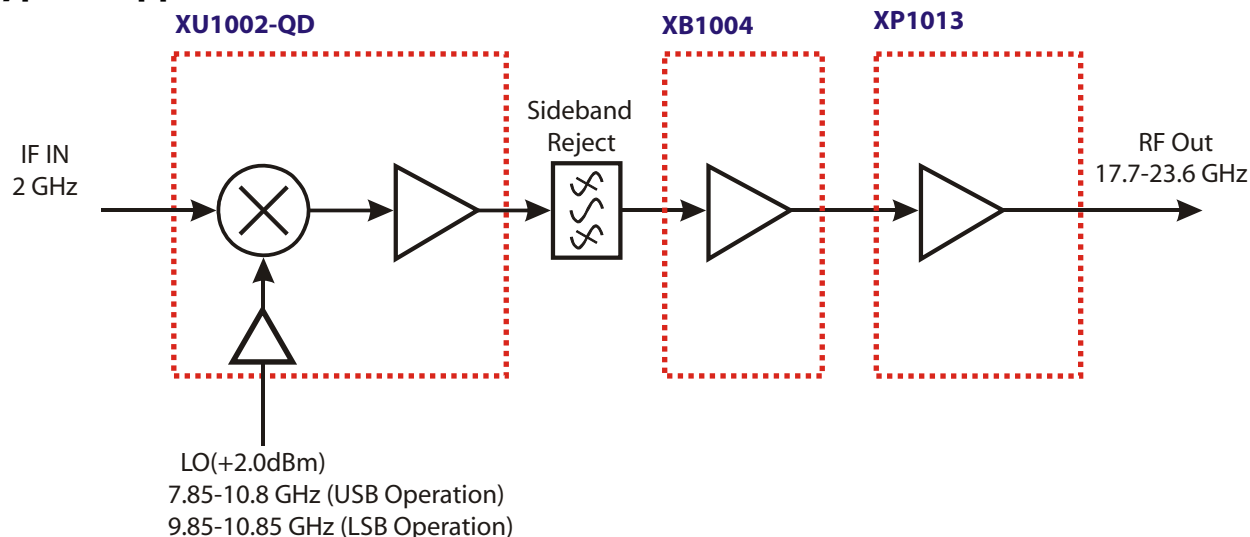 XU1002-QD
XB1004
XP1013
Sideband
Reject
IF IN
2 GHz
RF Out
17.7-23.6 GHz
LO(+2.0dBm)
7.85-10.8 GHz (USB Operation)
9.85-10.85 GHz (LSB Operation)